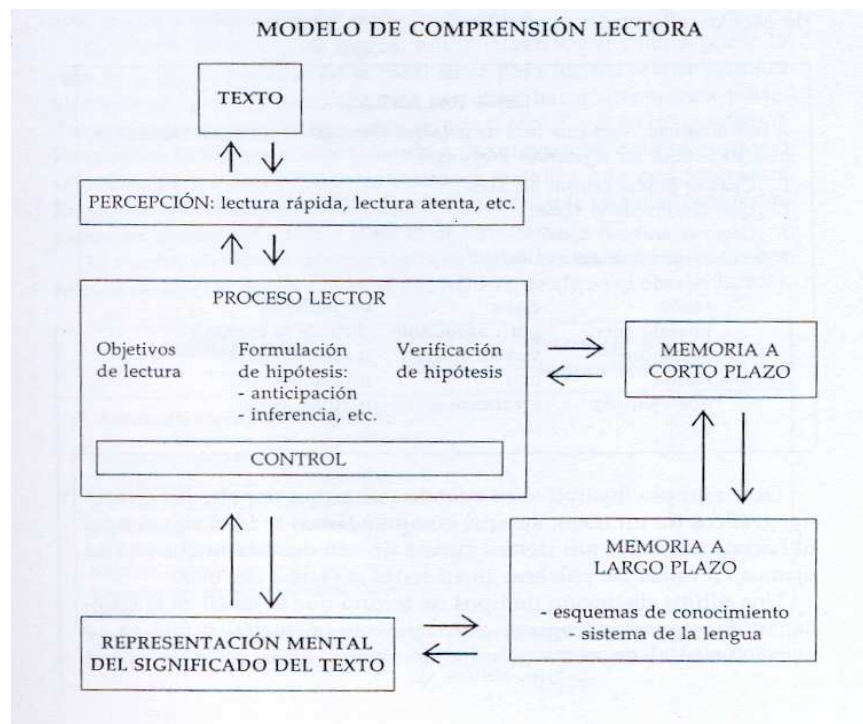 MODELO DE COMPRENSIÓN LECTORA
TEXTO
PERCEPCIÓN: lectura rápida, lectura atenta, etc.
PROCESO LECTOR
Objetivos
de lectura
Formulación
de hipótesis:
- anticipación
- inferencia, etc.
Verificación
de hipótesis
CONTROL
MEMORIA A
CORTO PLAZO
MEMORIA A
LARGO PLAZO
- esquemas de conocimiento
- sistema de la lengua
REPRESENTACIÓN MENTAL
DEL SIGNIFICADO DEL TEXTO